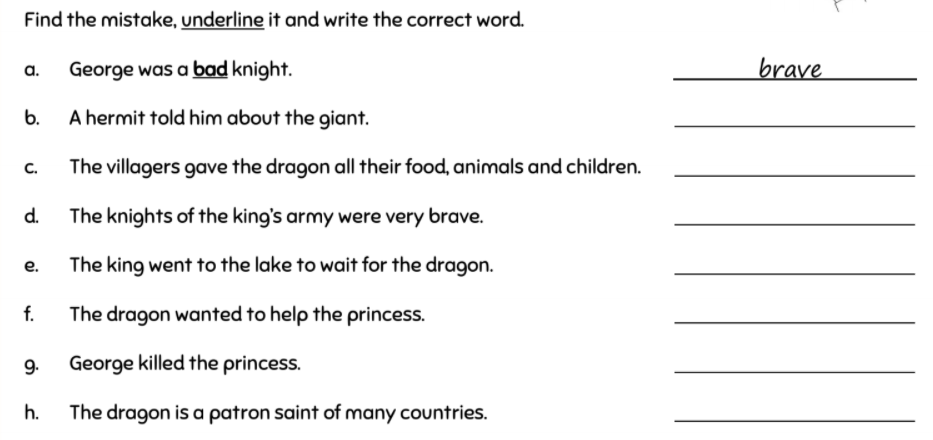 Find the mistake, underline it and write the correct word.
a. George was a bad knight. brave
b. A hermit told him about the giant.
c. The villagers gave the dragon all their food, animals and children.
d. The knights of the king's army were very brave.
e. The king went to the lake to wait for the dragon.
f. The dragon wanted to help the princess.
g. George killed the princess.
h. The dragon is a patron saint of many countries.